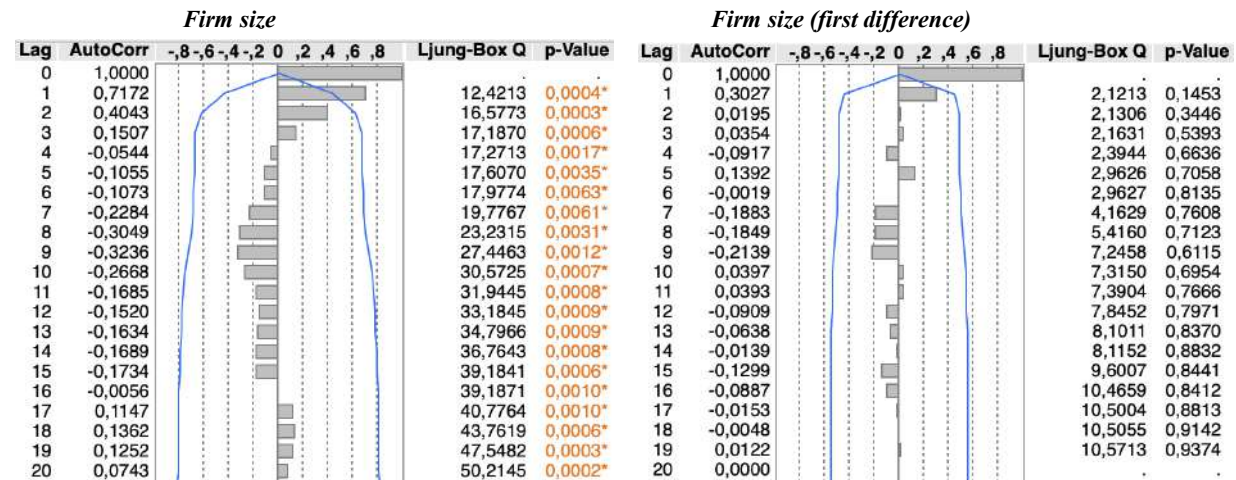 Firm size Firm size (first difference)
Lag AutoCorr -,8 -,6 -,4 -,2 0 ,2 ,4 ,6 ,8 Ljung-Box Q p-Value Lag AutoCorr -,8 -,6 -,4 -,2 0 ,2 ,4 ,6 ,8 Ljung-Box Q p-Value
0 1,0000 . . 0 1,0000 . .
1 0,7172 12,4213 0,0004* 1 0,3027 2,1213 0,1453
2 0,4043 16,5773 0,0003* 2 0,0195 2,1306 0,3446
3 0,1507 17,1870 0,0006* 3 0,0354 2,1631 0,5393
4 -0,0544 17,2713 0,0017* 4 -0,0917 2,3944 0,6636
5 -0,1055 17,6070 0,0035* 5 0,1392 2,9626 0,7058
6 -0,1073 17,9774 0,0063* 6 -0,0019 2,9627 0,8135
7 -0,2284 19,7767 0,0061* 7 -0,1883 4,1629 0,7608
8 -0,3049 23,2315 0,0031* 8 -0,1849 5,4160 0,7123
9 -0,3236 27,4463 0,0012* 9 -0,2139 7,2458 0,6115
10 -0,2668 30,5725 0,0007* 10 0,0397 7,3150 0,6954
11 -0,1685 31,9445 0,0008* 11 0,0393 7,3904 0,7666
12 -0,1520 33,1845 0,0009* 12 -0,0909 7,8452 0,7971
13 -0,1634 34,7966 0,0009* 13 -0,0638 8,1011 0,8370
14 -0,1689 36,7643 0,0008* 14 -0,0139 8,1152 0,8832
15 -0,1734 39,1841 0,0006* 15 -0,1299 9,6007 0,8441
16 -0,0056 39,1871 0,0010* 16 -0,0887 10,4659 0,8412
17 0,1147 40,7764 0,0010* 17 -0,0153 10,5004 0,8813
18 0,1362 43,7619 0,0006* 18 -0,0048 10,5055 0,9142
19 0,1252 47,5482 0,0003* 19 0,0122 10,5713 0,9374
20 0,0743 50,2145 0,0002* 20 0,0000 . .